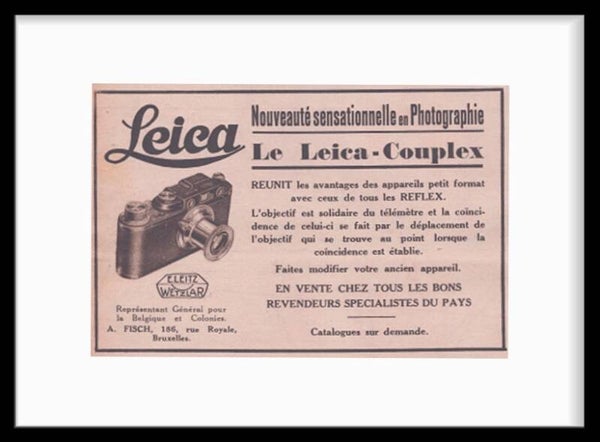 Leica
Nouveauté sensationnelle en Photographie
Le Leica-Couplex
REUNIT les avantages des appareils petit format
avec ceux de tous les REFLEX.
L'objectif est solidaire du télémètre et la coïnci-
dence de celui-ci se fait par le déplacement de
l'objectif qui se trouve au point lorsque la
coïncidence est établie.
Faites modifier votre ancien appareil.
EN VENTE CHEZ TOUS LES BONS
REVENDEURS SPECIALISTES DU PAYS
Catalogues sur demande.
E. LEITZ
WETZLAR
Représentant Général pour
la Belgique et Colonies.
A. FISCH, 186, rue Royale,
Bruxelles.